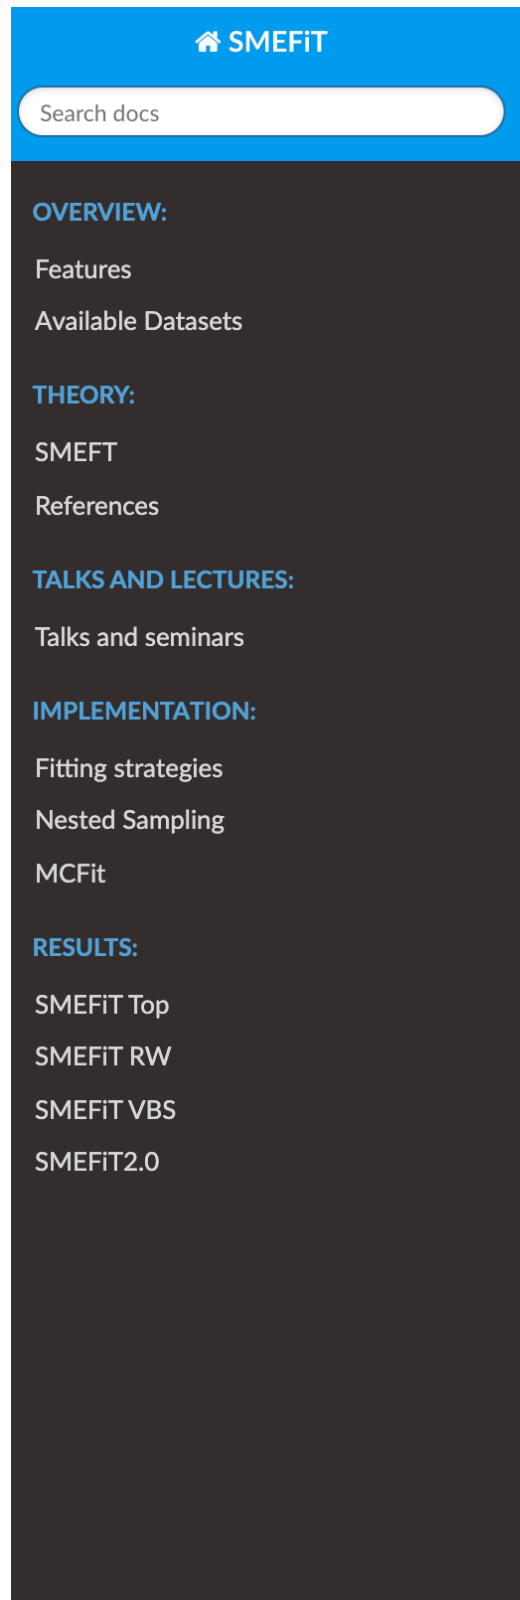 SMEFiT
Search docs
OVERVIEW:
Features
Available Datasets
THEORY:
SMEFT
References
TALKS AND LECTURES:
Talks and seminars
IMPLEMENTATION:
Fitting strategies
Nested Sampling
MCFit
RESULTS:
SMEFiT Top
SMEFiT RW
SMEFiT VBS
SMEFiT2.0